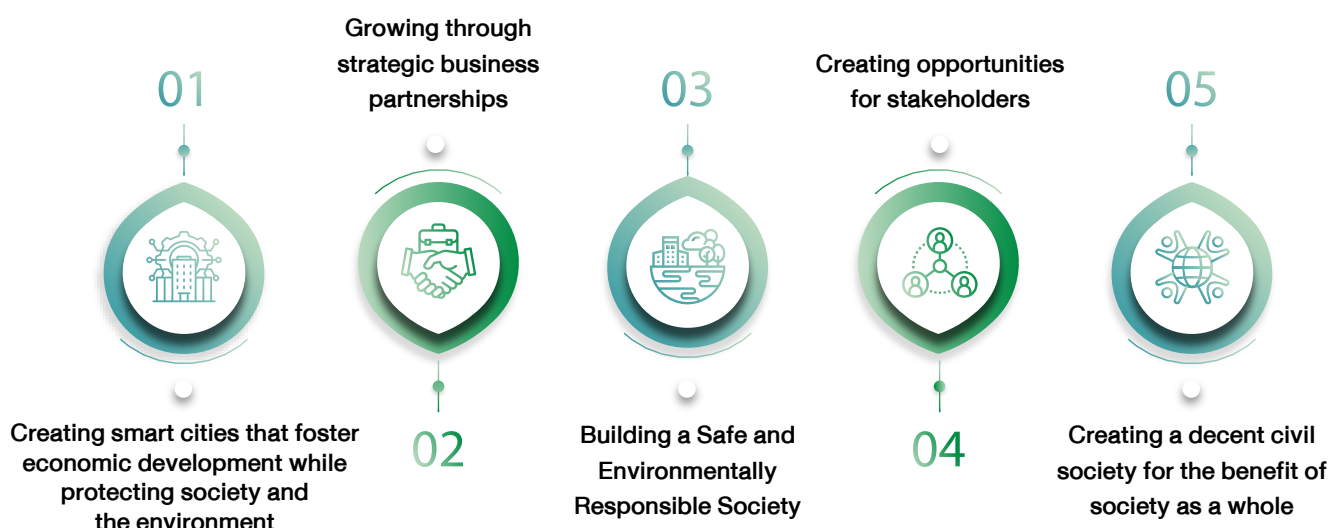 01
Creating smart cities that foster
economic development while
protecting society and
the environment
Growing through
strategic business
partnerships
02
03
Building a Safe and
Environmentally
Responsible Society
Creating opportunities
for stakeholders
04
05
Creating a decent civil
society for the benefit of
society as a whole